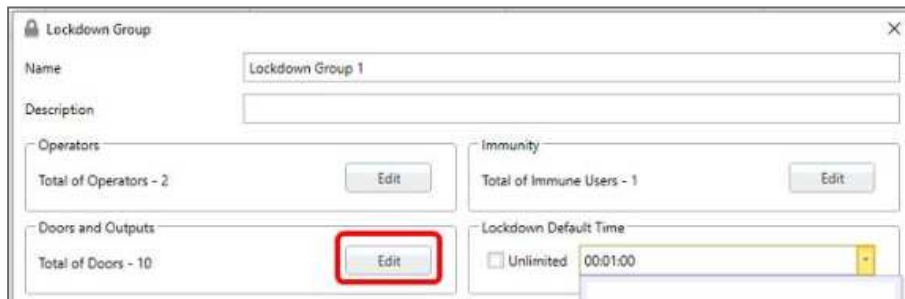 Lockdown Group
Name
Lockdown Group 1
Description
Operators
Total of Operators - 2
Edit
Immunity
Total of Immune Users - 1
Edit
Doors and Outputs
Total of Doors - 10
Edit
Lockdown Default Time
Unlimited
00:01:00